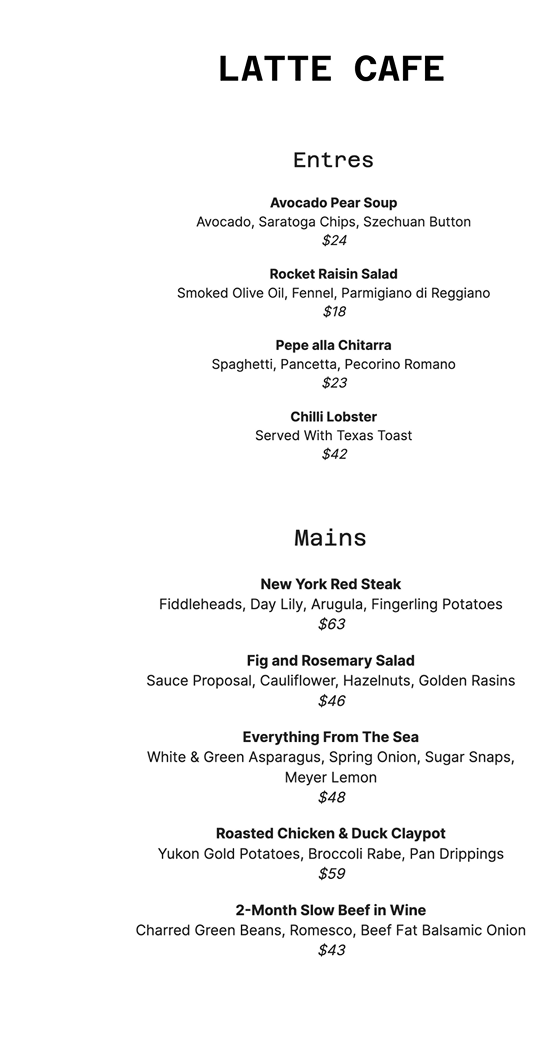 LATTE CAFE
Entres
Avocado Pear Soup
Avocado, Saratoga Chips, Szechuan Button
$24
Rocket Raisin Salad
Smoked Olive Oil, Fennel, Parmigiano di Reggiano
$18
Pepe alla Chitarra
Spaghetti, Pancetta, Pecorino Romano
$23
Chilli Lobster
Served With Texas Toast
$42
Mains
New York Red Steak
Fiddleheads, Day Lily, Arugula, Fingerling Potatoes
$63
Fig and Rosemary Salad
Sauce Proposal, Cauliflower, Hazelnuts, Golden Rasins
$46
Everything From The Sea
White & Green Asparagus, Spring Onion, Sugar Snaps,
Meyer Lemon
$48
Roasted Chicken & Duck Claypot
Yukon Gold Potatoes, Broccoli Rabe, Pan Drippings
$59
2-Month Slow Beef in Wine
Charred Green Beans, Romesco, Beef Fat Balsamic Onion
$43